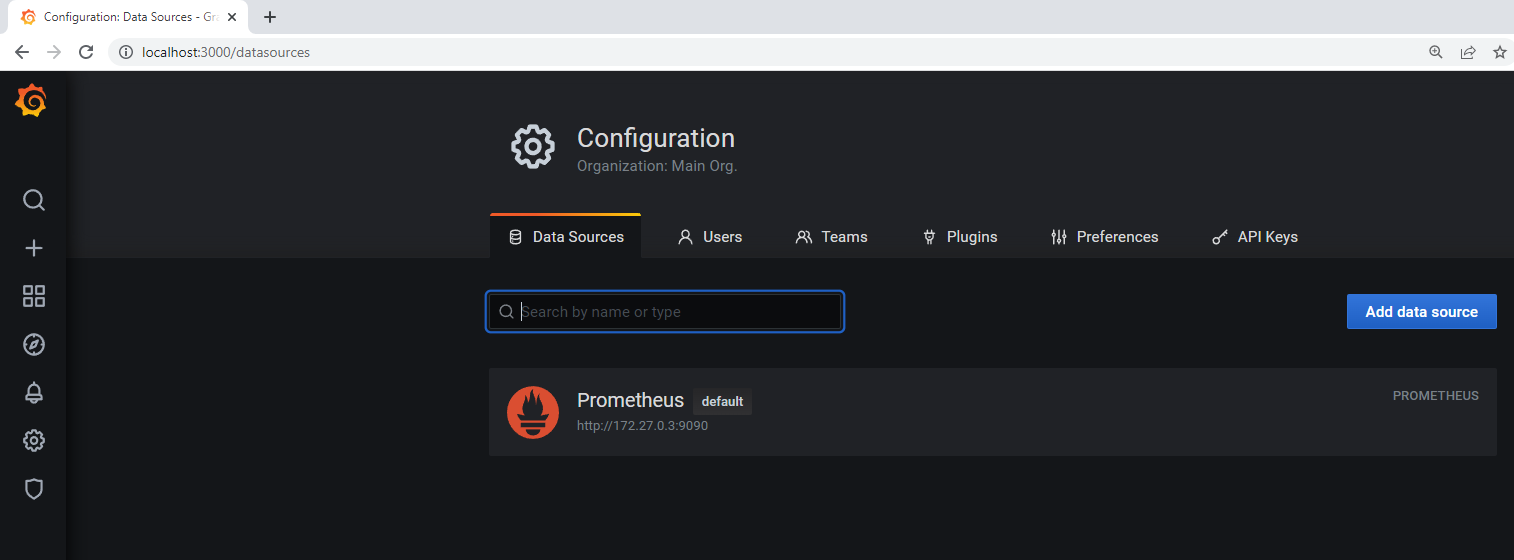 Configuration: Data Sources - Gra
localhost:3000/datasources
Configuration
Organization: Main Org.
Data Sources Users Teams Plugins Preferences API Keys
Search by name or type
Add data source
Prometheus default
PROMETHEUS
http://172.27.0.3:9090